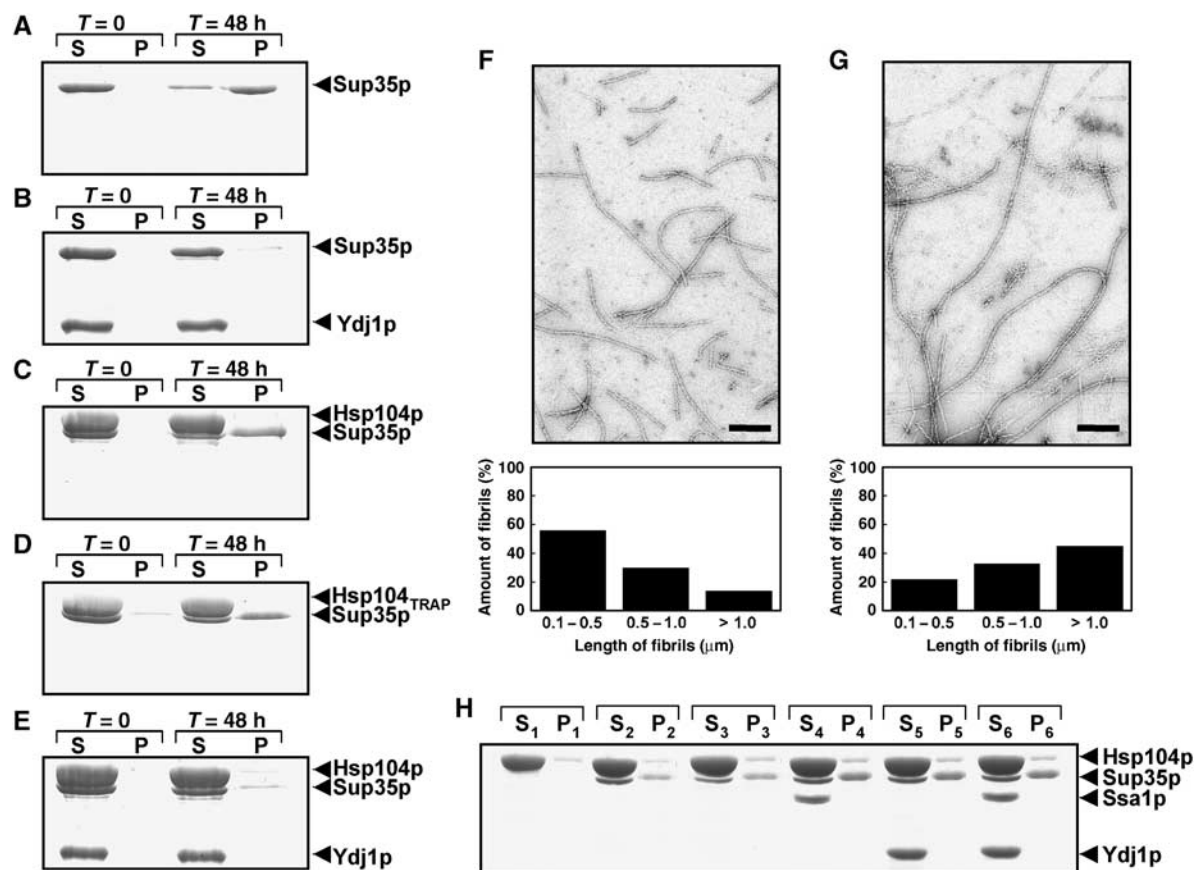 A
T = 0 T = 48 h
S P S P
Sup35p
B
T = 0 T = 48 h
S P S P
Sup35p
Ydj1p
C
T = 0 T = 48 h
S P S P
Hsp104p
Sup35p
D
T = 0 T = 48 h
S P S P
Hsp104TRAP
Sup35p
E
T = 0 T = 48 h
S P S P
Hsp104p
Sup35p
Ydj1p
F
Amount of fibrils (%)
100
80
60
40
20
0
0.1 – 0.5 0.5 – 1.0 > 1.0
Length of fibrils (μm)
G
Amount of fibrils (%)
100
80
60
40
20
0
0.1 – 0.5 0.5 – 1.0 > 1.0
Length of fibrils (μm)
H
S1 P1 S2 P2 S3 P3 S4 P4 S5 P5 S6 P6
Hsp104p
Sup35p
Ssa1p
Ydj1p